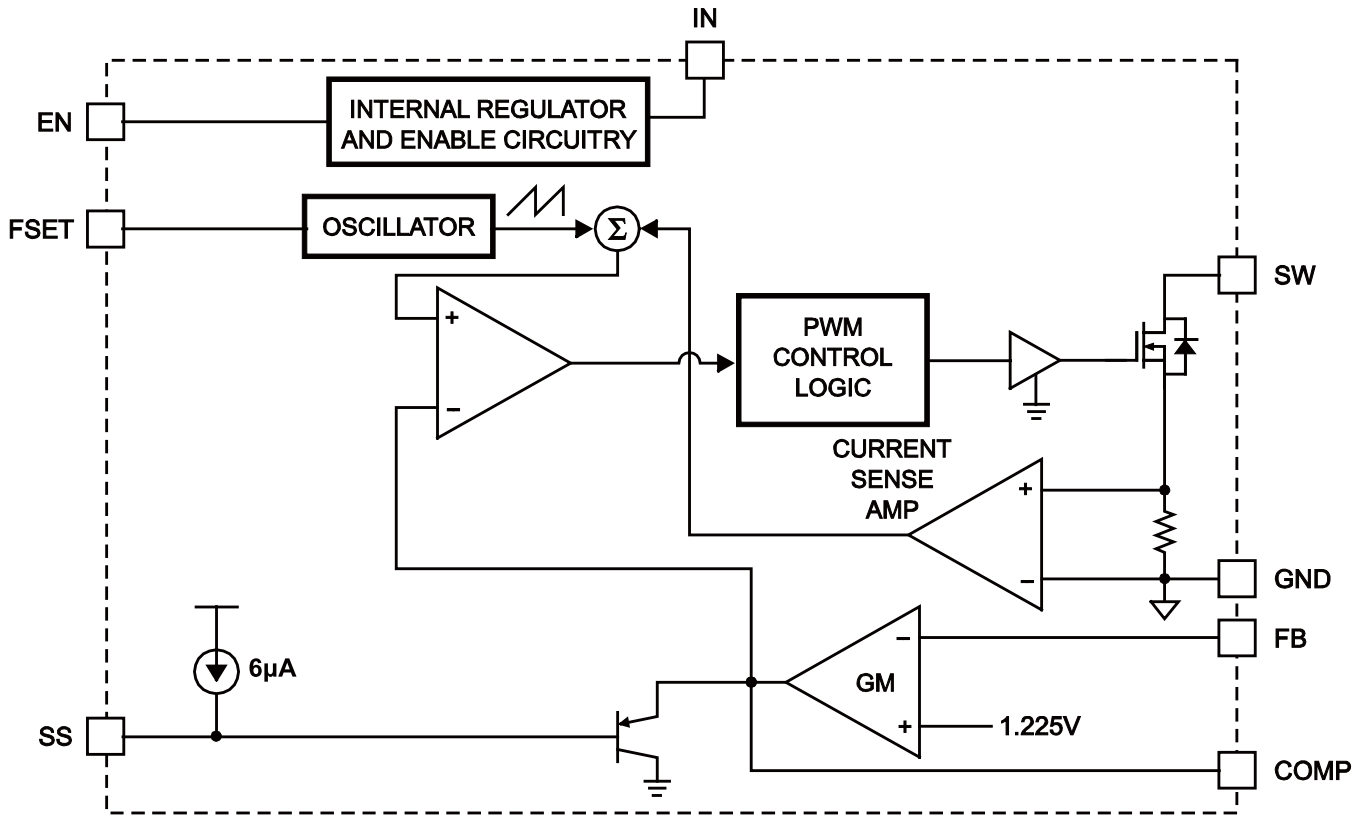 IN
EN
INTERNAL REGULATOR
AND ENABLE CIRCUITRY
FSET
OSCILLATOR
Σ
SW
+
PWM
CONTROL
LOGIC
−
CURRENT
SENSE
AMP
+
−
GND
FB
−
6µA
GM
+
1.225V
SS
COMP